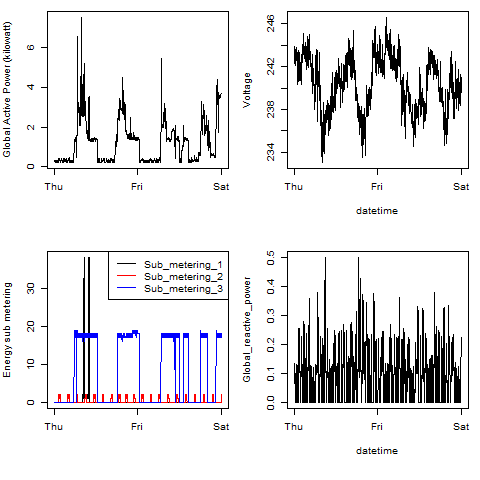 Global Active Power (kilowatt)
0 2 4 6
Thu Fri Sat
Voltage
234 238 242 246
Thu Fri Sat
datetime
Energy sub metering
0 10 20 30
Sub_metering_1
Sub_metering_2
Sub_metering_3
Thu Fri Sat
Global_reactive_power
0.0 0.1 0.2 0.3 0.4 0.5
Thu Fri Sat
datetime